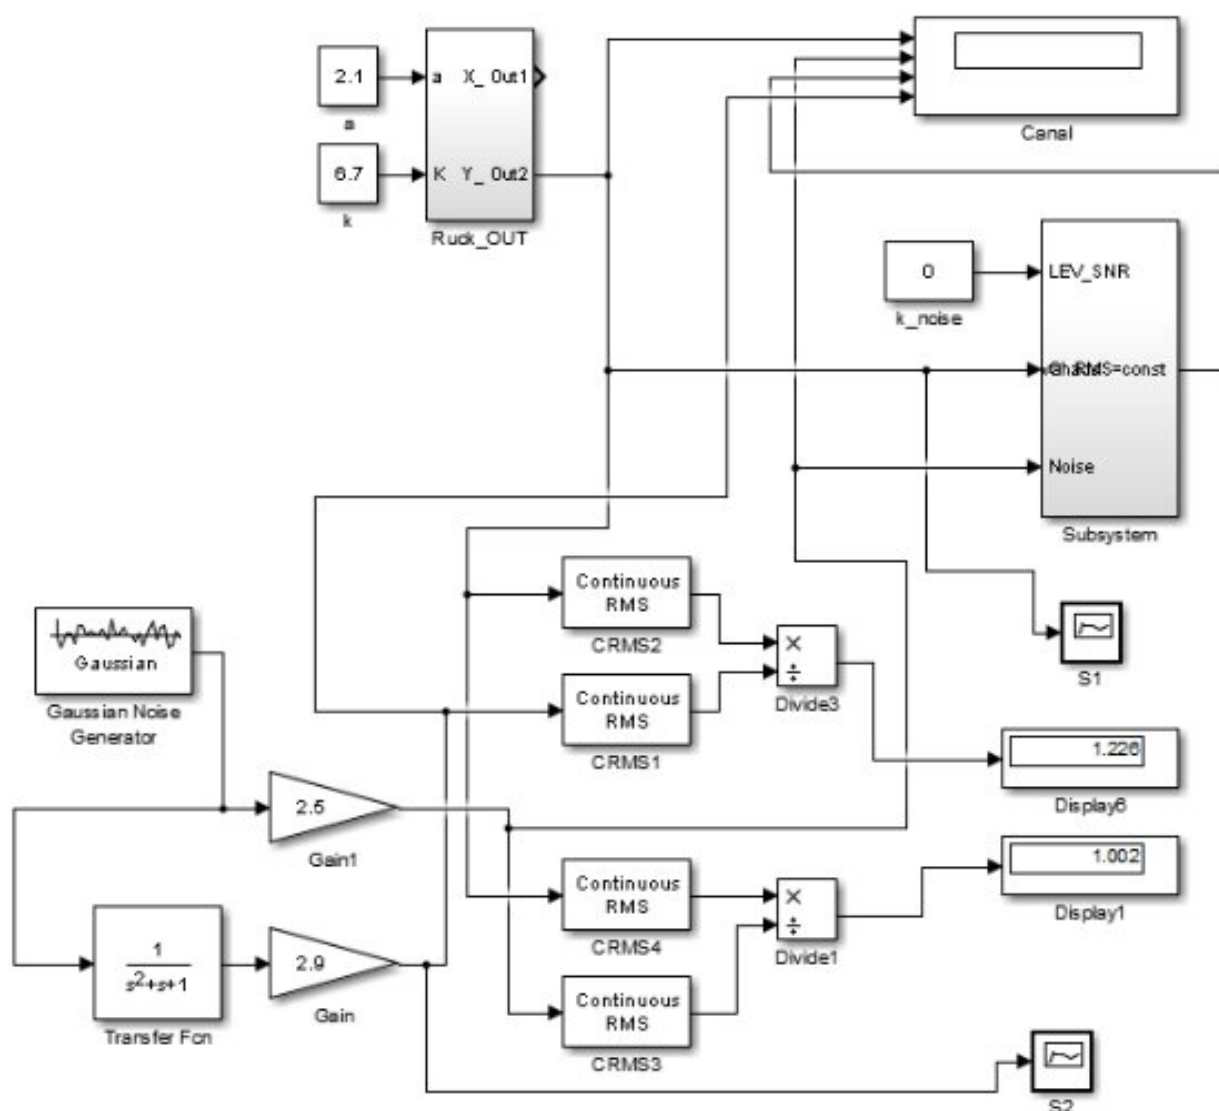 2.1
a
6.7
k
a X_ Out1
K Y_ Out2
Ruck_OUT
Canal
0
k_noise
LEV_SNR
RMS=const
Noise
Subsystem
Continuous
RMS
CRMS2
Continuous
RMS
CRMS1
×
÷
Divide3
S1
Gaussian
Gaussian Noise
Generator
1.226
Display6
2.5
Gain1
1.002
Display1
Continuous
RMS
CRMS4
×
÷
Divide1
1
s²+s+1
Transfer Fcn
2.9
Gain
Continuous
RMS
CRMS3
S2